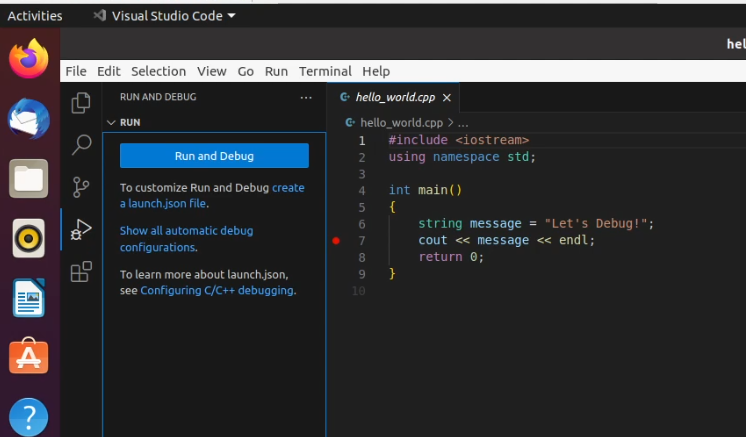 Activities
Visual Studio Code
hel
File Edit Selection View Go Run Terminal Help
RUN AND DEBUG ...
RUN
Run and Debug
To customize Run and Debug create
a launch.json file.
Show all automatic debug
configurations.
To learn more about launch.json,
see Configuring C/C++ debugging.
hello_world.cpp ×
hello_world.cpp > ...
1 #include <iostream>
2 using namespace std;
3
4 int main()
5 {
6 string message = "Let's Debug!";
7 cout << message << endl;
8 return 0;
9 }
10
A
?